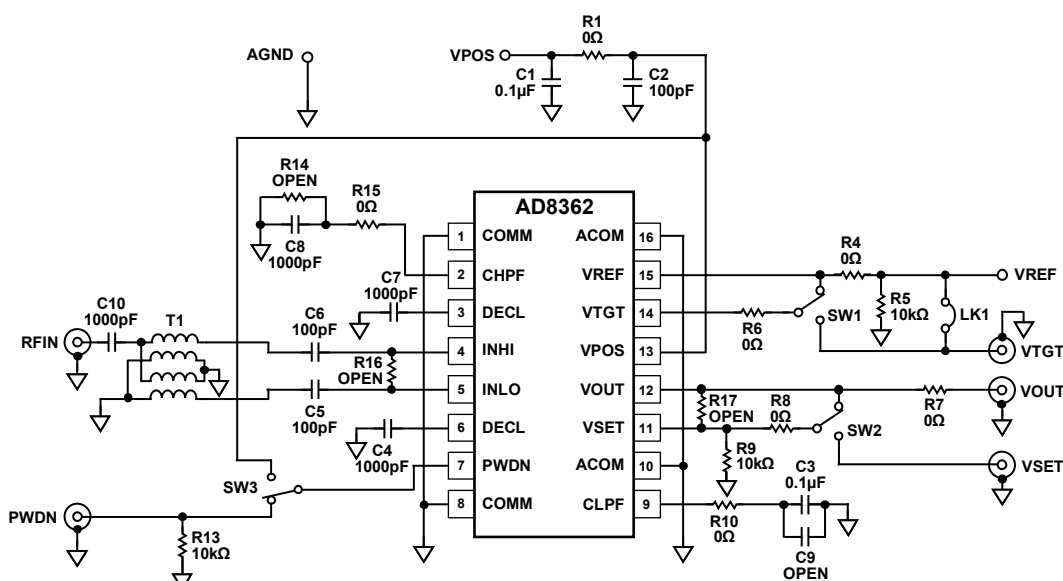 AGND
VPOS
R1
0Ω
C1
0.1µF
C2
100pF
R14
OPEN
R15
0Ω
C8
1000pF
C7
1000pF
AD8362
1 COMM
2 CHPF
3 DECL
4 INHI
5 INLO
6 DECL
7 PWDN
8 COMM
ACOM 16
VREF 15
VTGT 14
VPOS 13
VOUT 12
VSET 11
ACOM 10
CLPF 9
RFIN
C10
1000pF
T1
C6
100pF
R16
OPEN
C5
100pF
C4
1000pF
SW3
PWDN
R13
10kΩ
R4
0Ω
VREF
R6
0Ω
SW1
R5
10kΩ
LK1
VTGT
R17
OPEN
R8
0Ω
SW2
R7
0Ω
VOUT
R9
10kΩ
VSET
R10
0Ω
C3
0.1µF
C9
OPEN